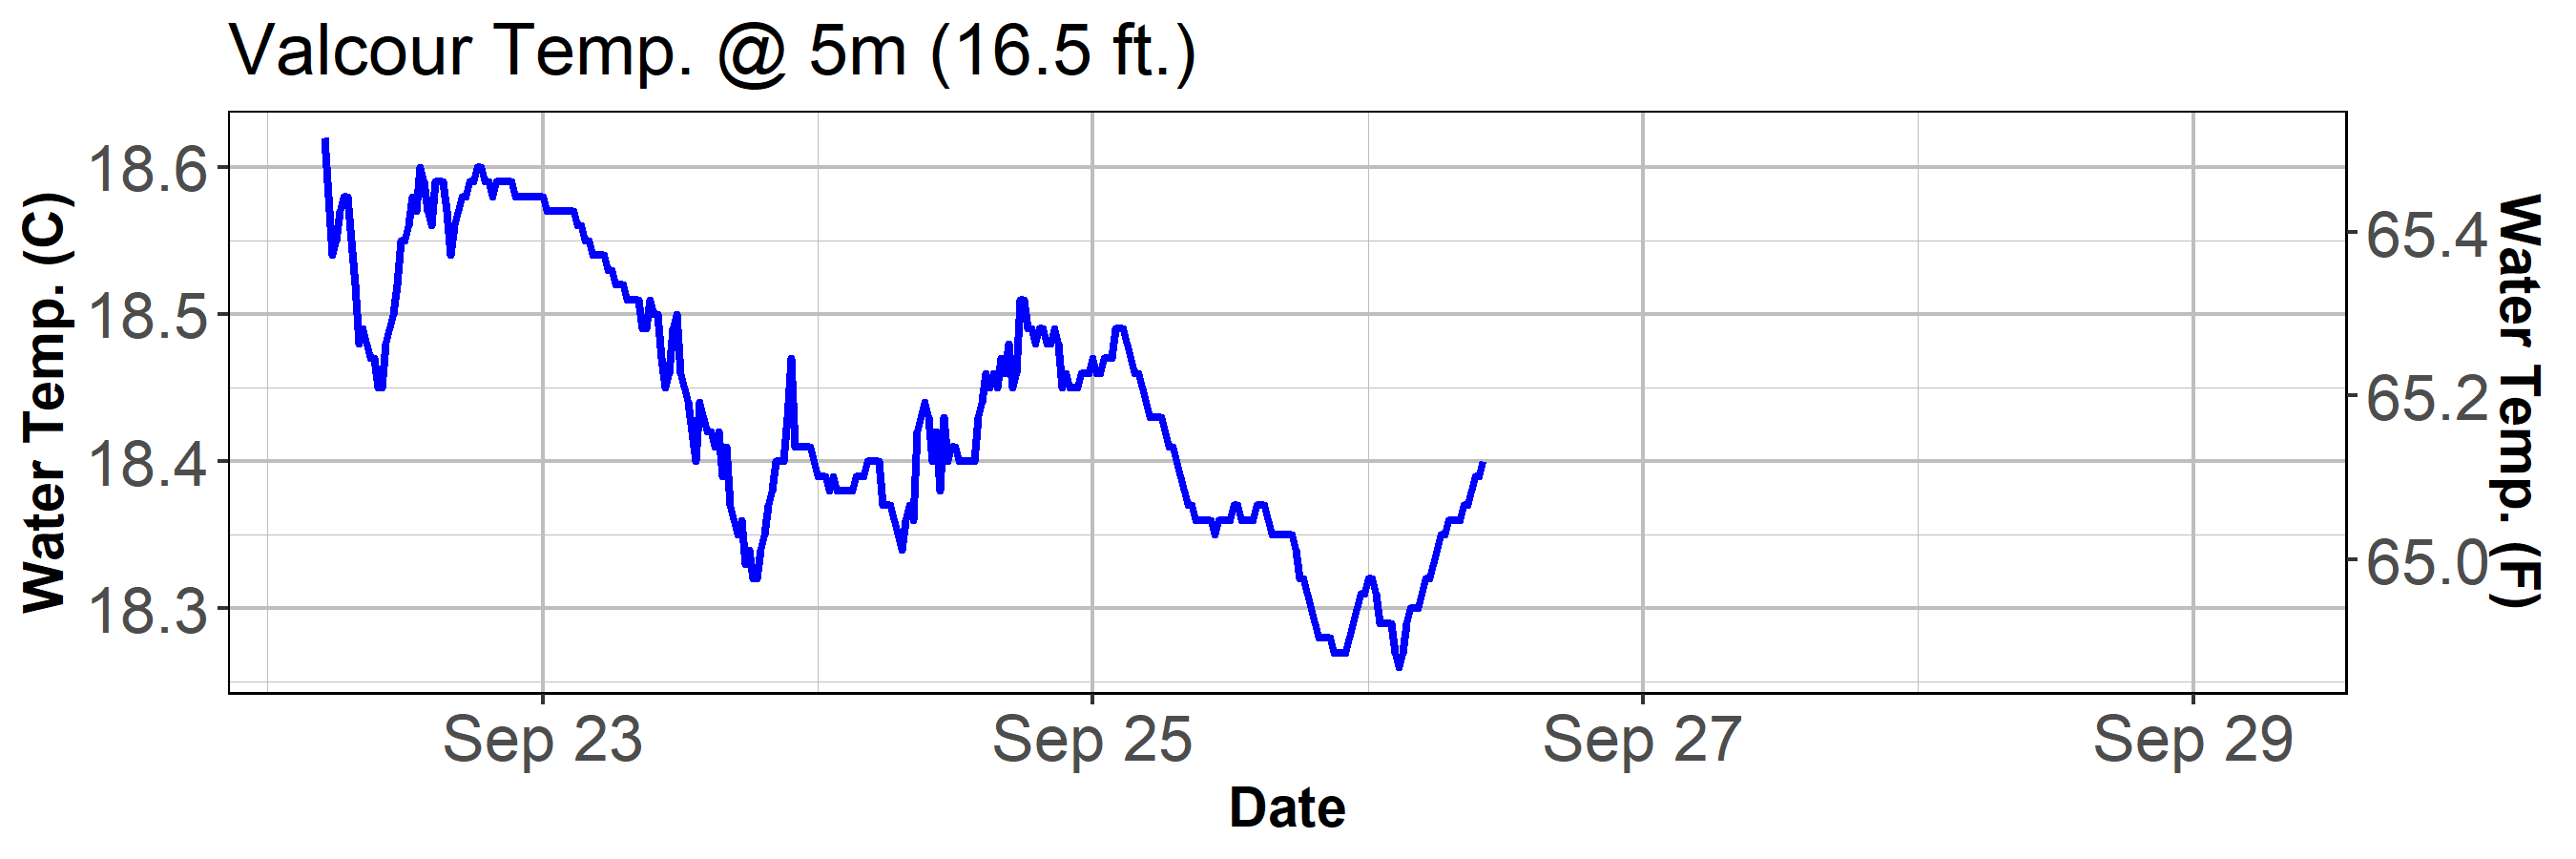 Valcour Temp. @ 5m (16.5 ft.)
Water Temp. (C)
18.6
18.5
18.4
18.3
65.4
65.2
65.0
Water Temp. (F)
Sep 23
Sep 25
Sep 27
Sep 29
Date